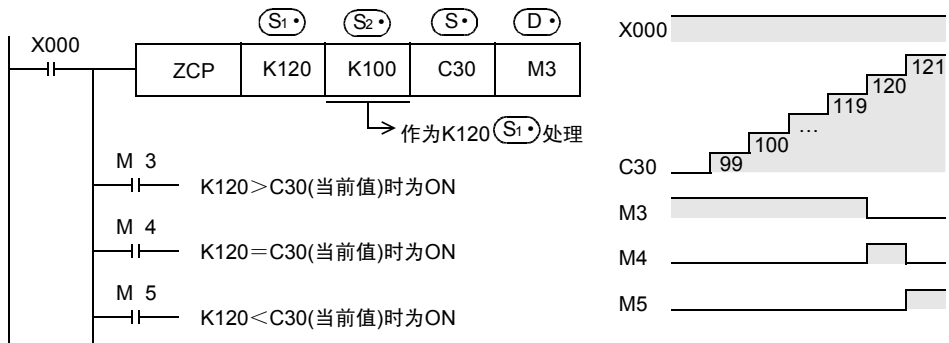 S1• S2• S• D•
X000
ZCP K120 K100 C30 M3
作为K120 S1• 处理
M 3
K120>C30(当前值)时为ON
M 4
K120=C30(当前值)时为ON
M 5
K120<C30(当前值)时为ON
X000
121
120
119
…
100
99
C30
M3
M4
M5